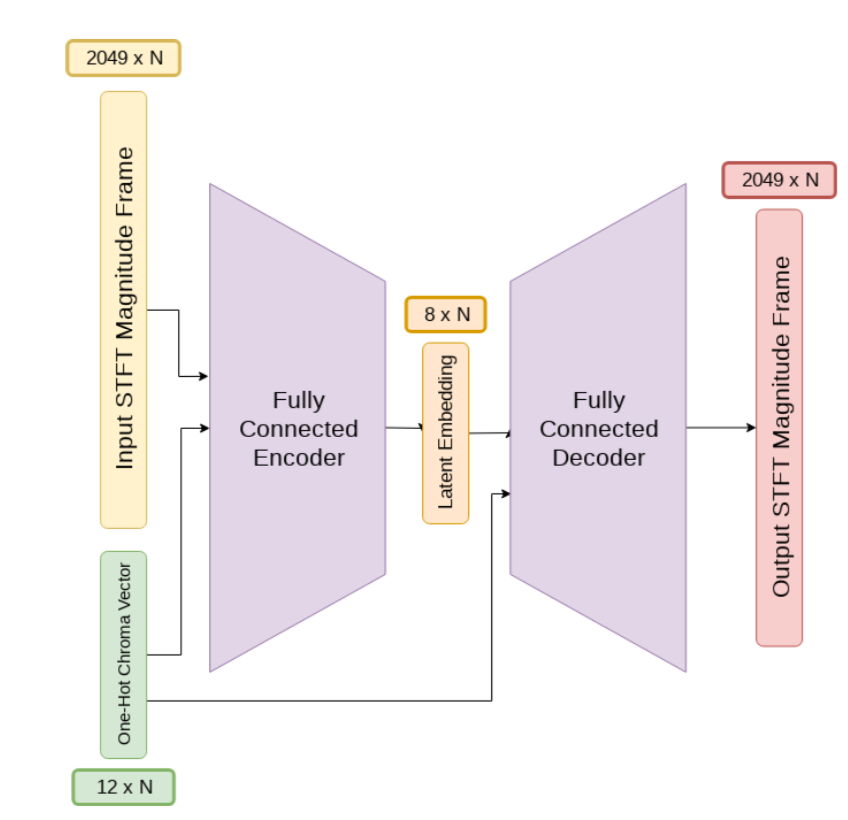 2049 x N
Input STFT Magnitude Frame
One-Hot Chroma Vector
12 x N
Fully
Connected
Encoder
8 x N
Latent Embedding
Fully
Connected
Decoder
2049 x N
Output STFT Magnitude Frame